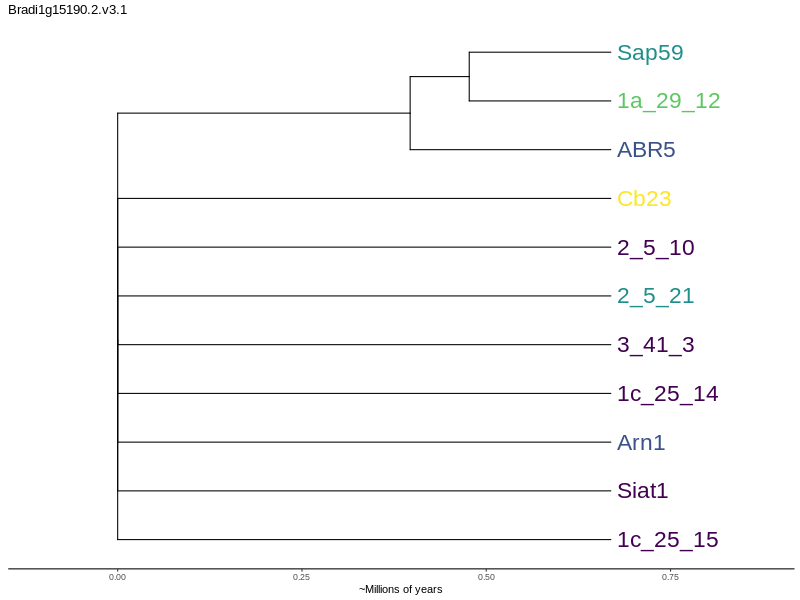 Bradi1g15190.2.v3.1
Sap59
1a_29_12
ABR5
Cb23
2_5_10
2_5_21
3_41_3
1c_25_14
Arn1
Siat1
1c_25_15
0.00 0.25 0.50 0.75
~Millions of years